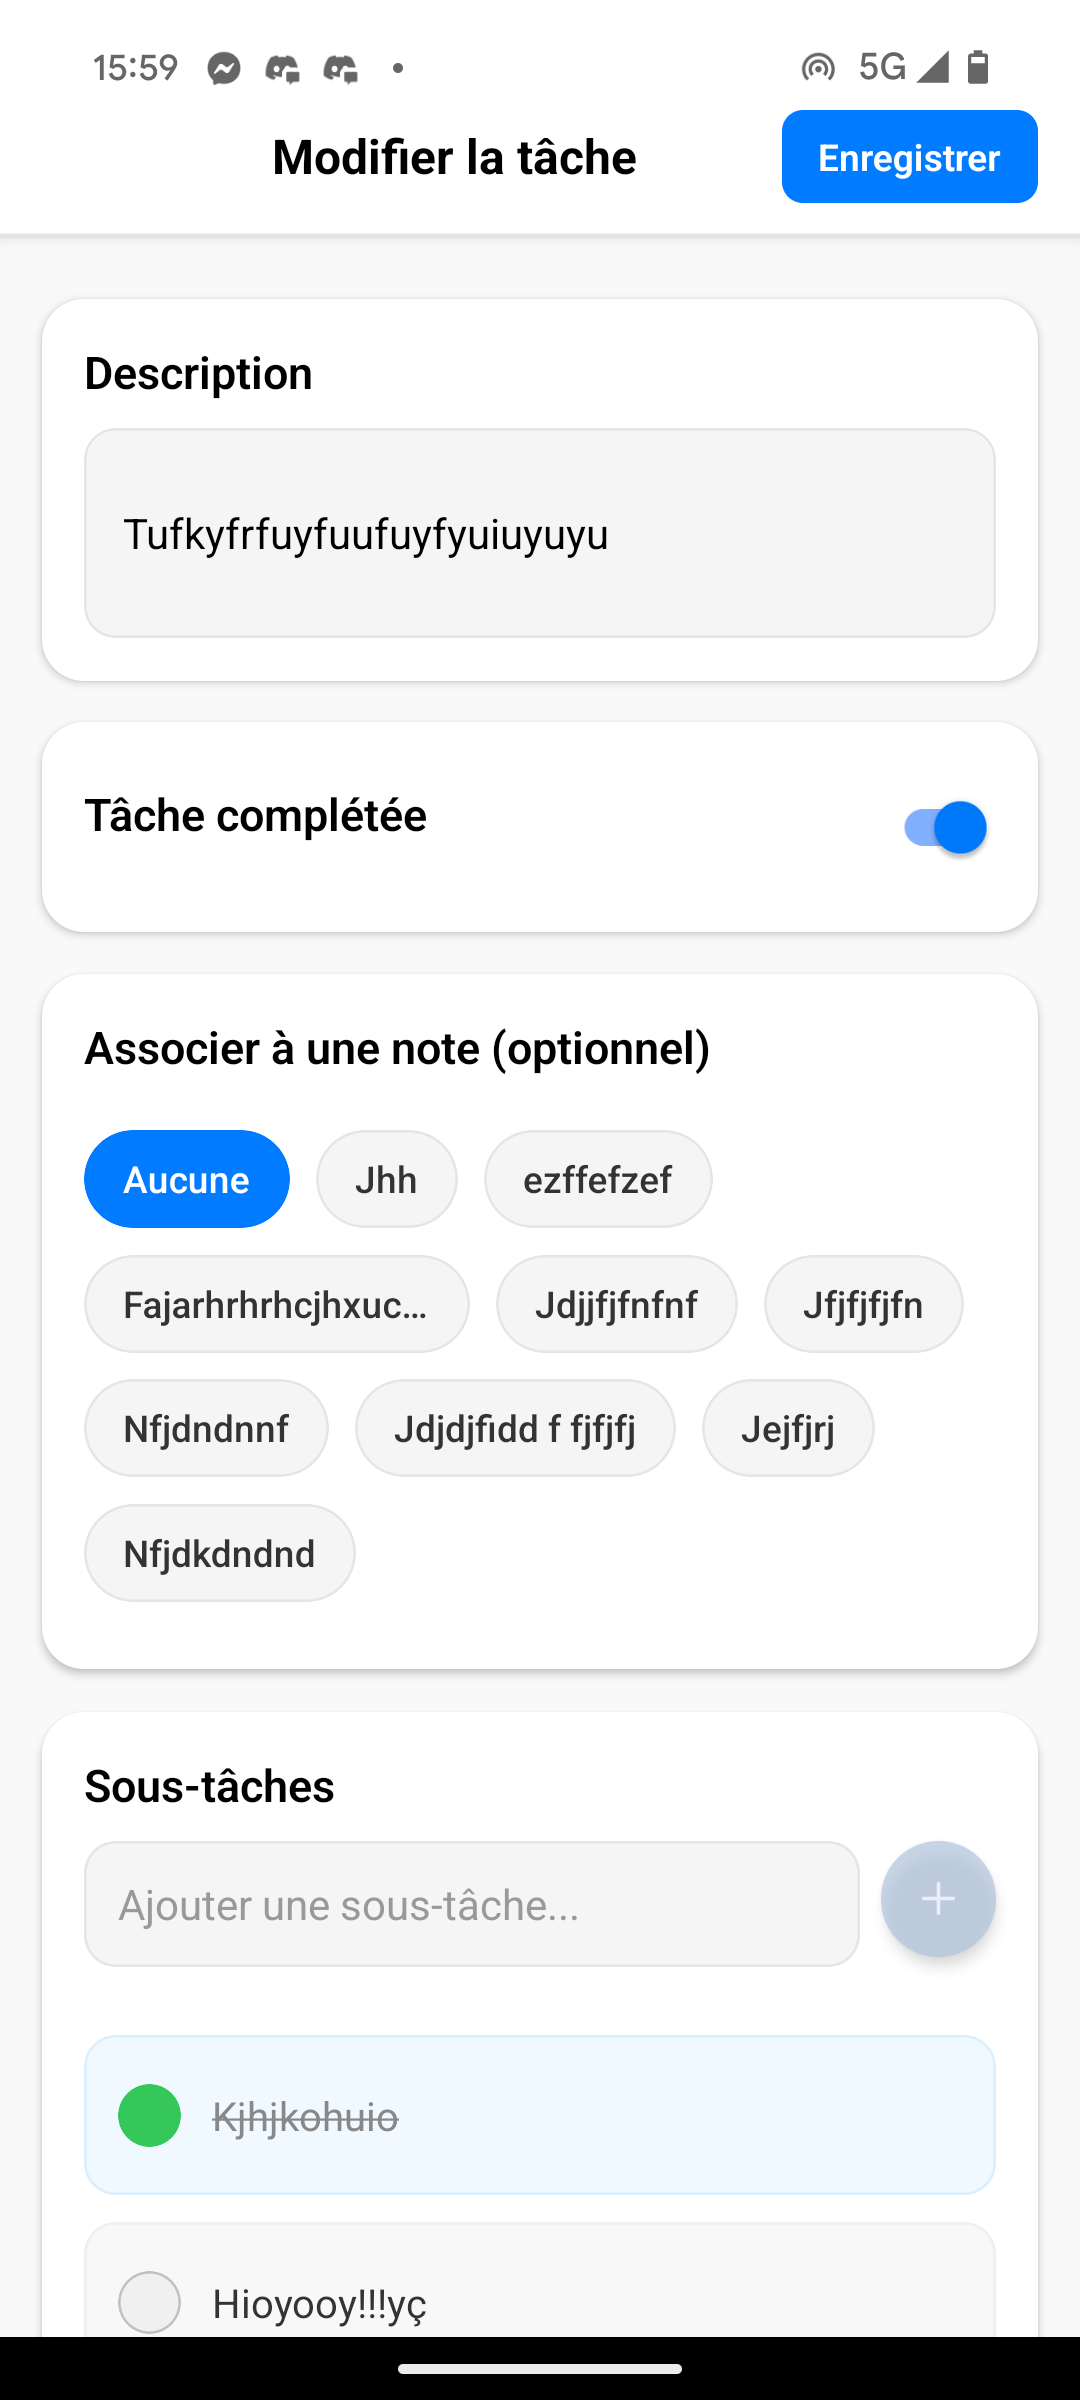 15:59
5G
Modifier la tâche
Enregistrer
Description
Tufkyfrfuyfuufuyfyuiuyuyu
Tâche complétée
Associer à une note (optionnel)
Aucune
Jhh
ezffefzef
Fajarhrhrhcjhxuc...
Jdjjfjfnfnf
Jfjfjfjfn
Nfjdndnnf
Jdjdjfidd f fjfjfj
Jejfjrj
Nfjdkdndnd
Sous-tâches
Ajouter une sous-tâche...
Kjhjkohuio
Hioyooy!!!yç